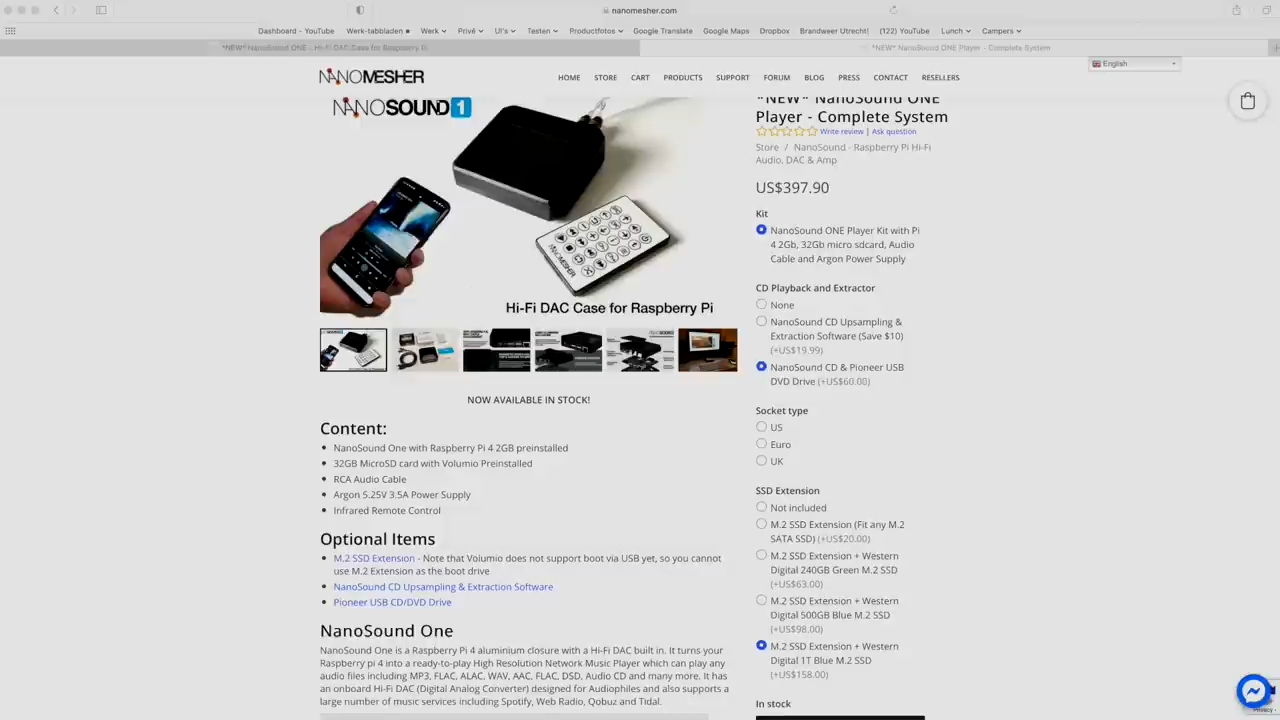 nanomesher.com
Dashboard - YouTube
Werk-tabbladen
Werk
Privé
UI's
Testen
Productfotos
Google Translate
Google Maps
Dropbox
Brandweer Utrecht
(122) YouTube
Lunch
Campers
*NEW* NanoSound ONE - Hi-Fi DAC Case for Raspberry Pi
*NEW* NanoSound ONE Player - Complete System
NANOMESHER
HOME
STORE
CART
PRODUCTS
SUPPORT
FORUM
BLOG
PRESS
CONTACT
RESELLERS
English
NANOSOUND 1
NANOMESHER
Hi-Fi DAC Case for Raspberry Pi
NOW AVAILABLE IN STOCK!
Content:
NanoSound One with Raspberry Pi 4 2GB preinstalled
32GB MicroSD card with Volumio Preinstalled
RCA Audio Cable
Argon 5.25V 3.5A Power Supply
Infrared Remote Control
Optional Items
M.2 SSD Extension - Note that Volumio does not support boot via USB yet, so you cannot
use M.2 Extension as the boot drive
NanoSound CD Upsampling & Extraction Software
Pioneer USB CD/DVD Drive
NanoSound One
NanoSound One is a Raspberry Pi 4 aluminium closure with a Hi-Fi DAC built in. It turns your
Raspberry pi 4 into a ready-to-play High Resolution Network Music Player which can play any
audio files including MP3, FLAC, ALAC, WAV, AAC, FLAC, DSD, Audio CD and many more. It has
an onboard Hi-Fi DAC (Digital Analog Converter) designed for Audiophiles and also supports a
large number of music services including Spotify, Web Radio, Qobuz and Tidal.
*NEW* NanoSound ONE
Player - Complete System
Write review | Ask question
Store / NanoSound - Raspberry Pi Hi-Fi
Audio, DAC & Amp
US$397.90
Kit
NanoSound ONE Player Kit with Pi
4 2Gb, 32Gb micro sdcard, Audio
Cable and Argon Power Supply
CD Playback and Extractor
None
NanoSound CD Upsampling &
Extraction Software (Save $10)
(+US$19.99)
NanoSound CD & Pioneer USB
DVD Drive (+US$60.00)
Socket type
US
Euro
UK
SSD Extension
Not included
M.2 SSD Extension (Fit any M.2
SATA SSD) (+US$20.00)
M.2 SSD Extension + Western
Digital 240GB Green M.2 SSD
(+US$63.00)
M.2 SSD Extension + Western
Digital 500GB Blue M.2 SSD
(+US$98.00)
M.2 SSD Extension + Western
Digital 1T Blue M.2 SSD
(+US$158.00)
In stock
Privacy